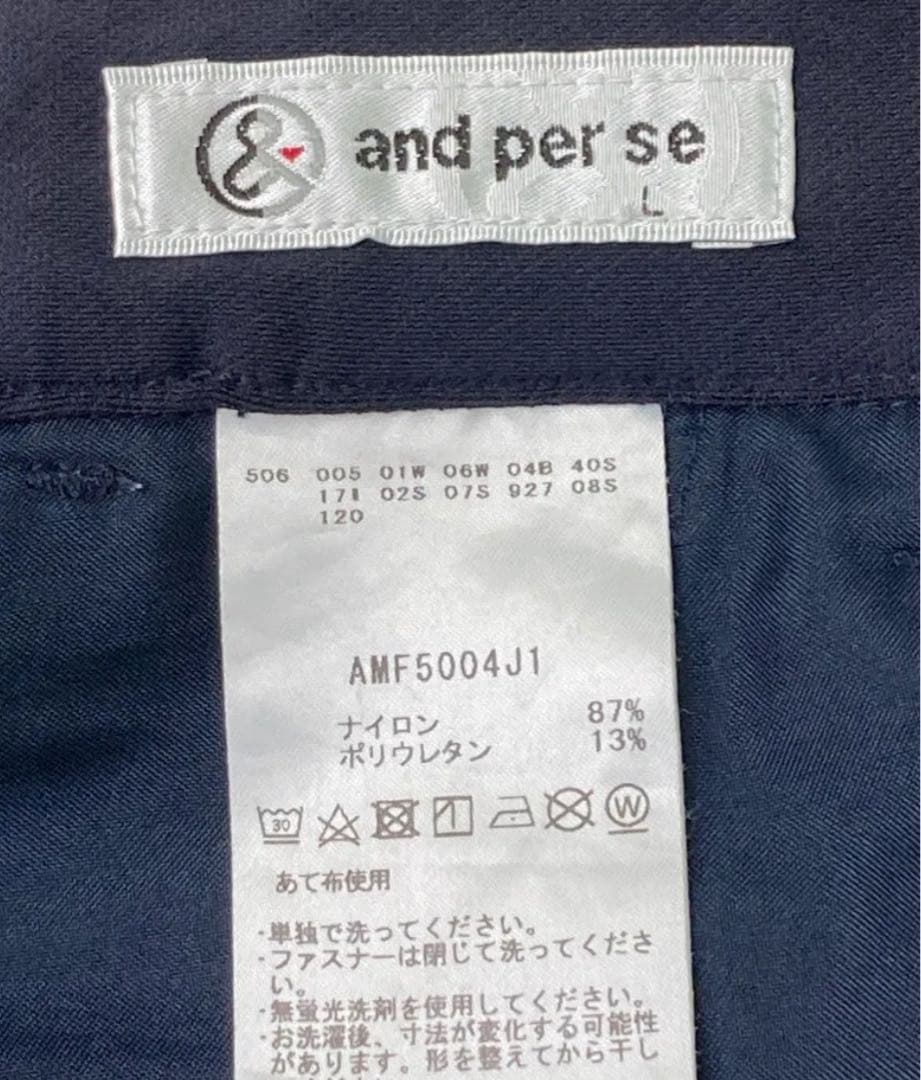 and per se
L
506 005 01W 06W 04B 40S
171 02S 07S 927 08S
120
AMF5004J1
ナイロン 87%
ポリウレタン 13%
30
W
あて布使用
・単独で洗ってください。
・ファスナーは閉じて洗ってくださ
い。
・無蛍光洗剤を使用してください。
・お洗濯後、寸法が変化する可能性
があります。形を整えてから干し